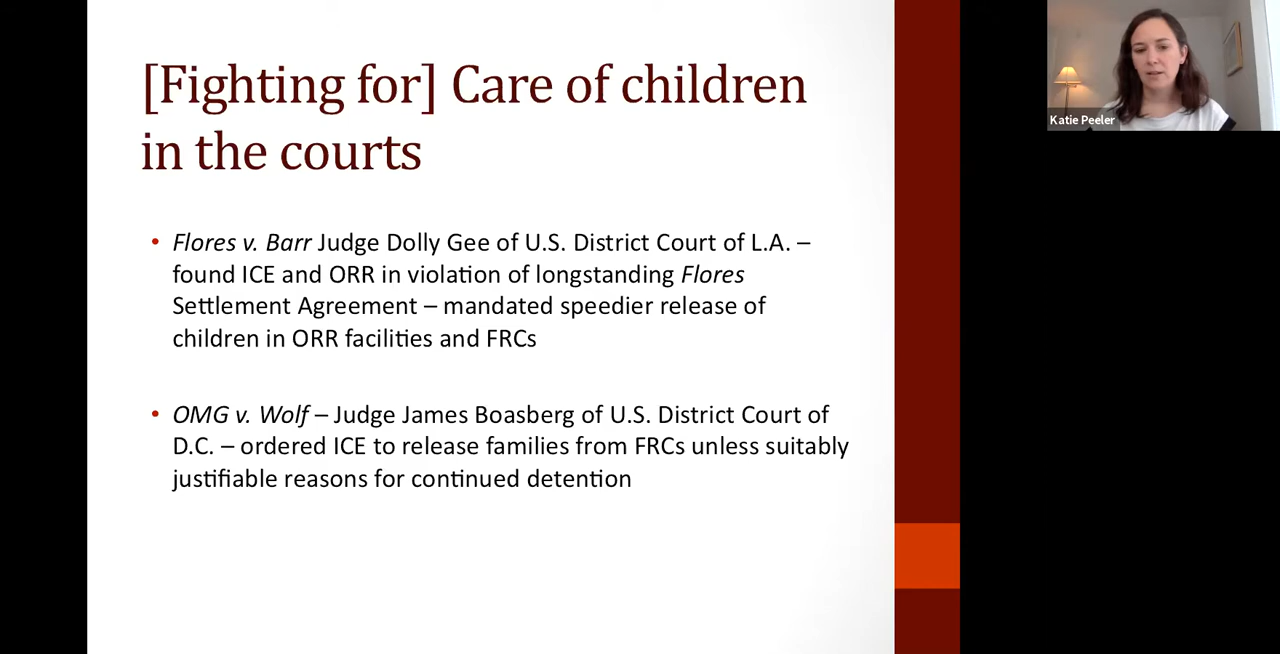 [Fighting for] Care of children
in the courts
• Flores v. Barr Judge Dolly Gee of U.S. District Court of L.A. –
found ICE and ORR in violation of longstanding Flores
Settlement Agreement – mandated speedier release of
children in ORR facilities and FRCs
• OMG v. Wolf – Judge James Boasberg of U.S. District Court of
D.C. – ordered ICE to release families from FRCs unless suitably
justifiable reasons for continued detention
Katie Peeler